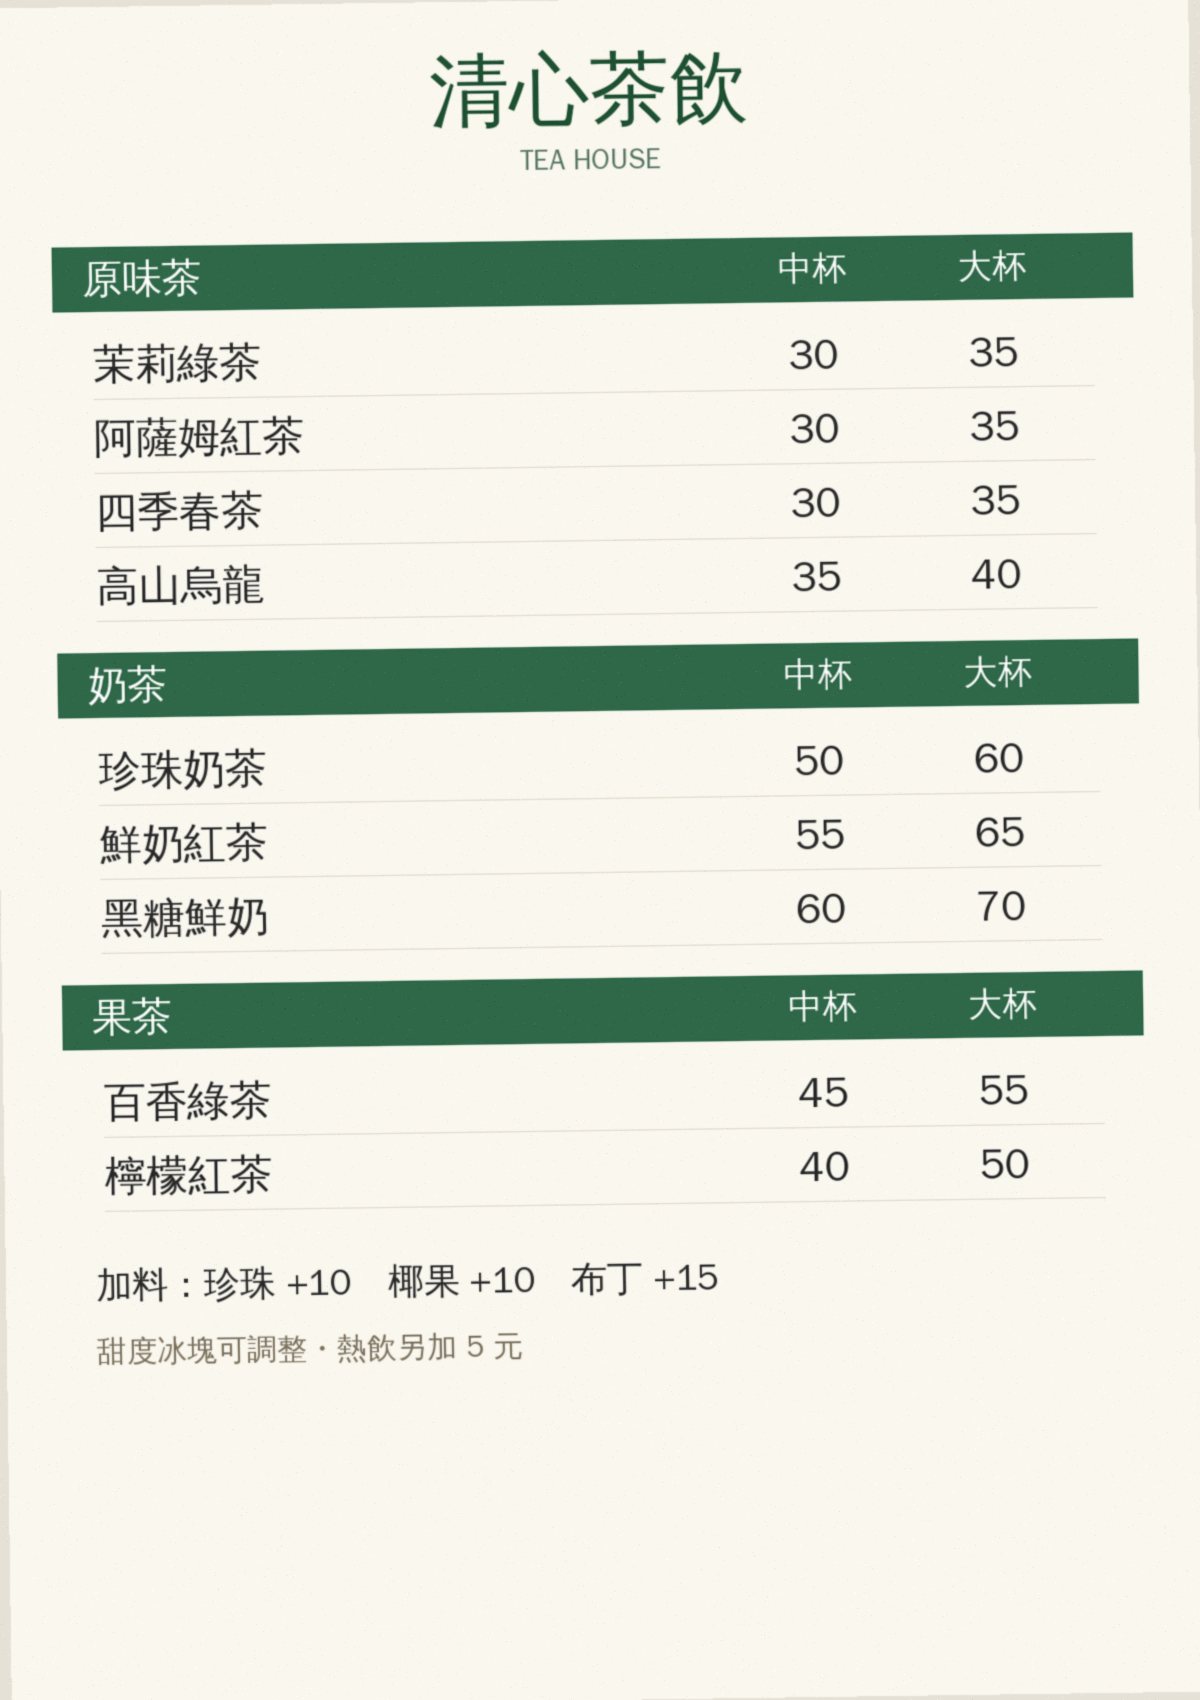 清心茶飲
TEA HOUSE
原味茶 中杯 大杯
茉莉綠茶 30 35
阿薩姆紅茶 30 35
四季春茶 30 35
高山烏龍 35 40
奶茶 中杯 大杯
珍珠奶茶 50 60
鮮奶紅茶 55 65
黑糖鮮奶 60 70
果茶 中杯 大杯
百香綠茶 45 55
檸檬紅茶 40 50
加料：珍珠 +10　椰果 +10　布丁 +15
甜度冰塊可調整・熱飲另加 5 元